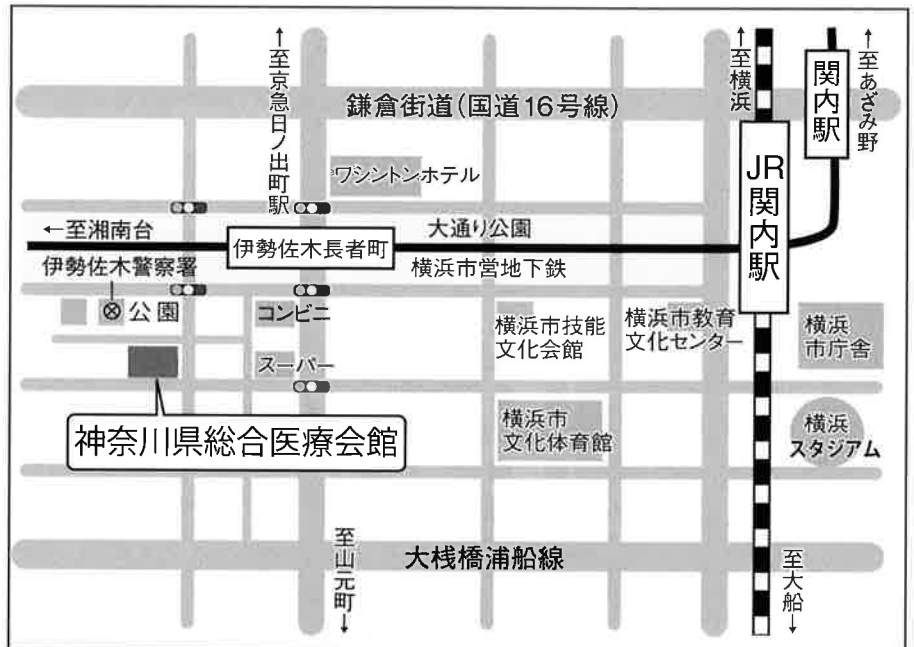 ↑至京急日ノ出町駅
↑至横浜
関内駅
↑至あざみ野
鎌倉街道(国道16号線)
ワシントンホテル
JR関内駅
←至湘南台
大通り公園
伊勢佐木長者町
伊勢佐木警察署
横浜市営地下鉄
公園
コンビニ
横浜市技能
文化会館
横浜市教育
文化センター
横浜
市庁舎
スーパー
神奈川県総合医療会館
横浜市
文化体育館
横浜
スタジアム
至山元町↓
大桟橋浦船線
至大船↓